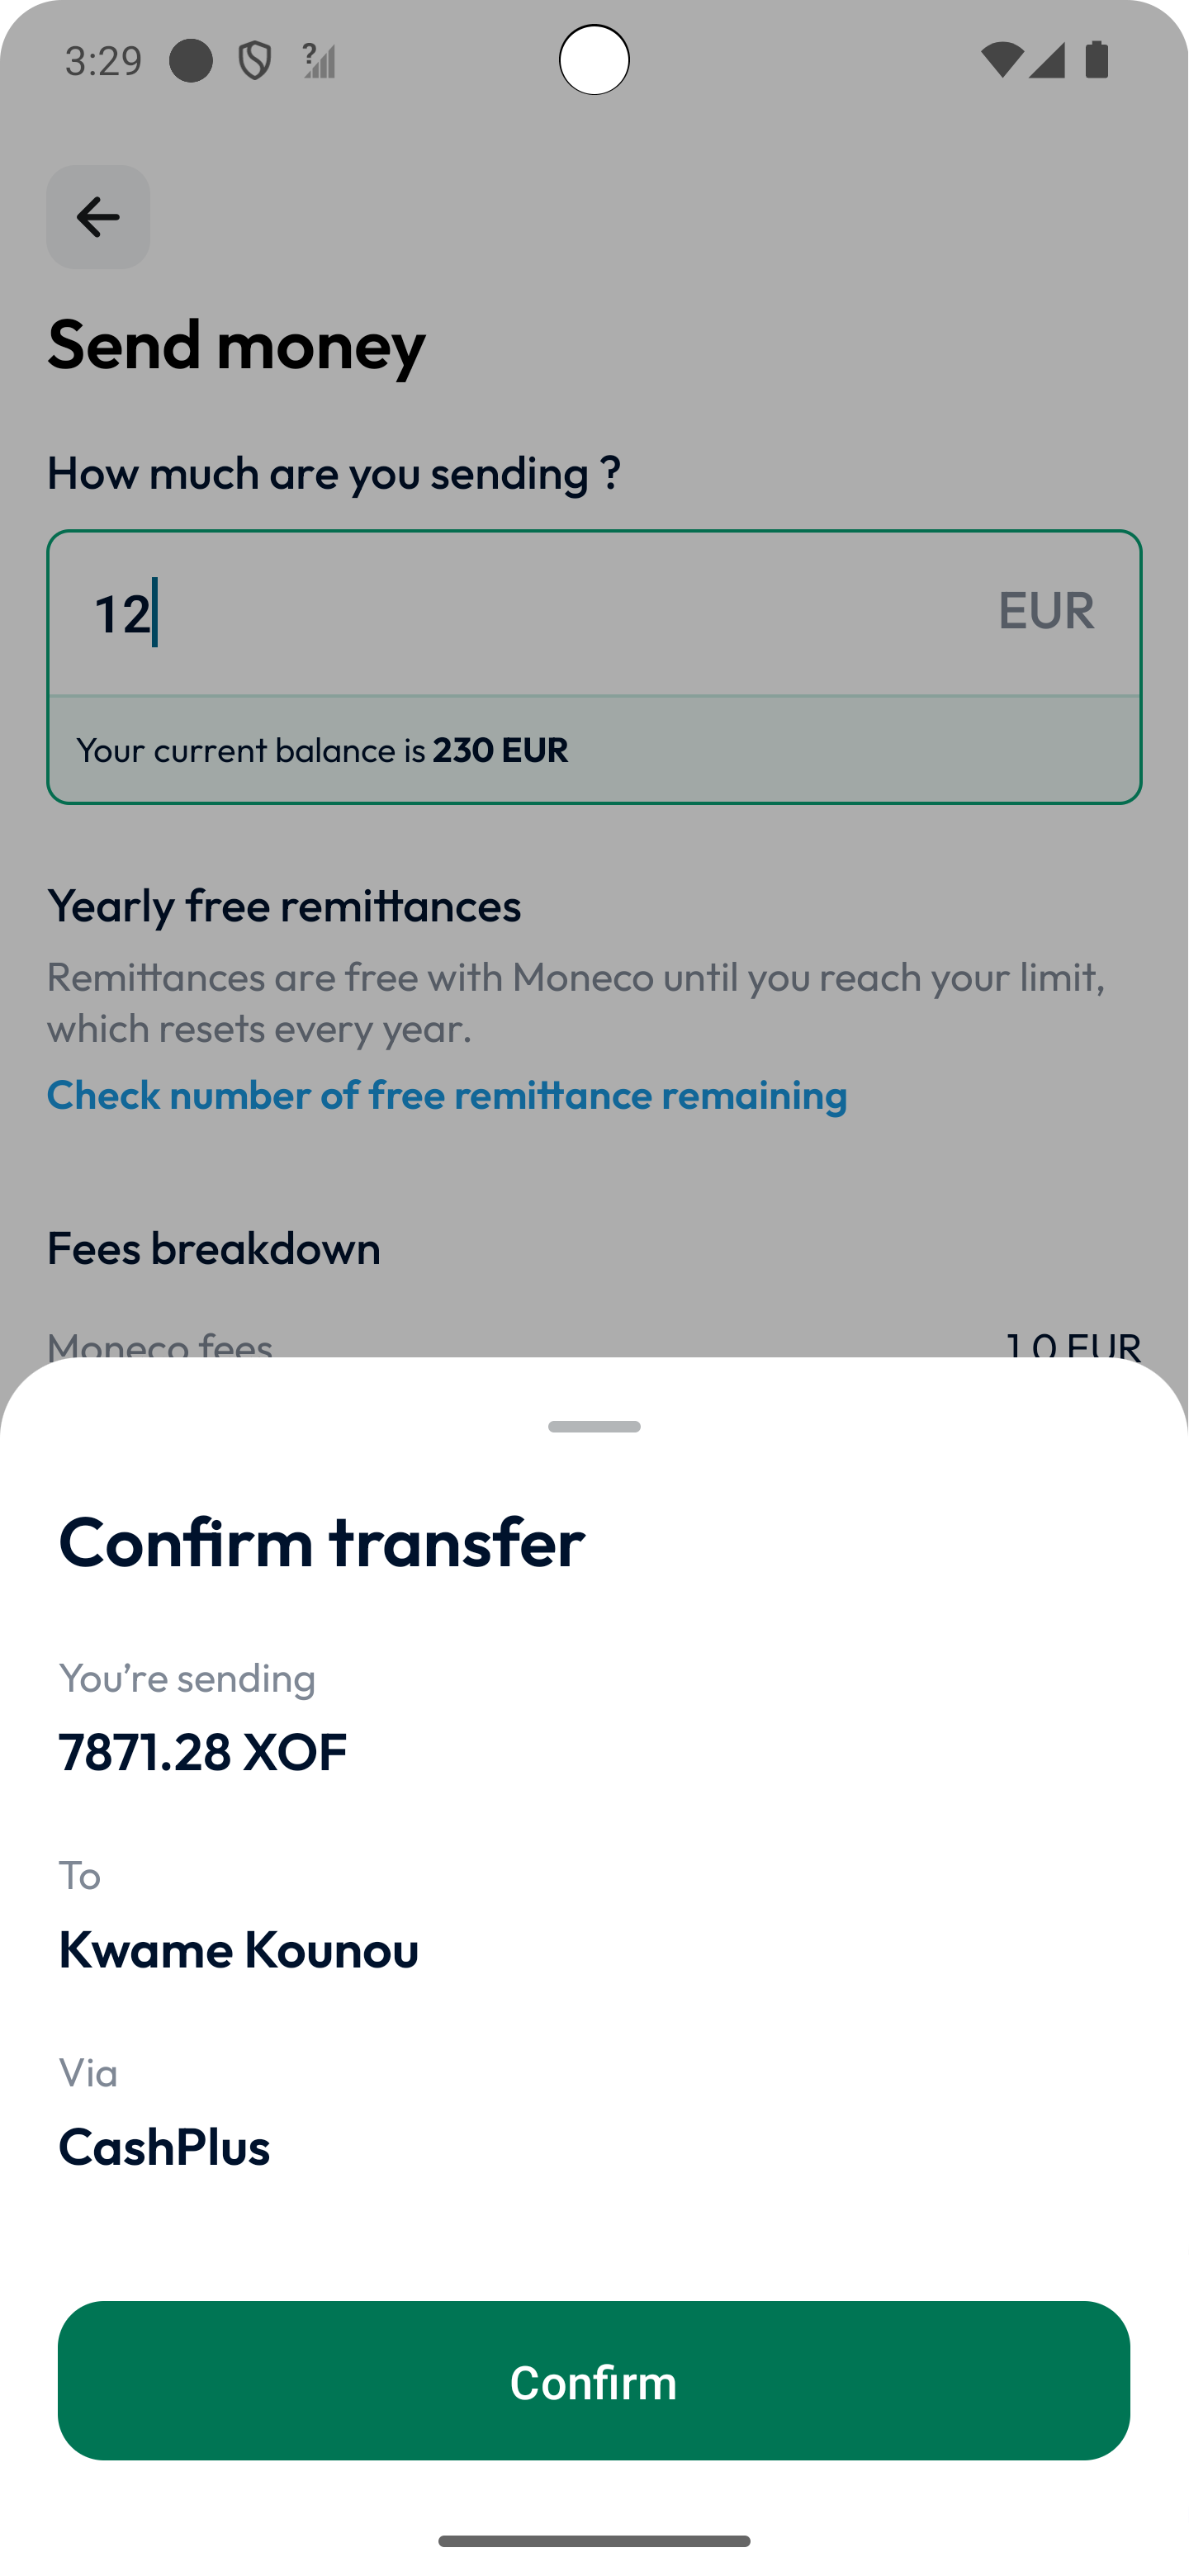 3:29
?
Send money
How much are you sending ?
12
EUR
Your current balance is 230 EUR
Yearly free remittances
Remittances are free with Moneco until you reach your limit,
which resets every year.
Check number of free remittance remaining
Fees breakdown
Moneco fees
1.0 EUR
Confirm transfer
You’re sending
7871.28 XOF
To
Kwame Kounou
Via
CashPlus
Confirm